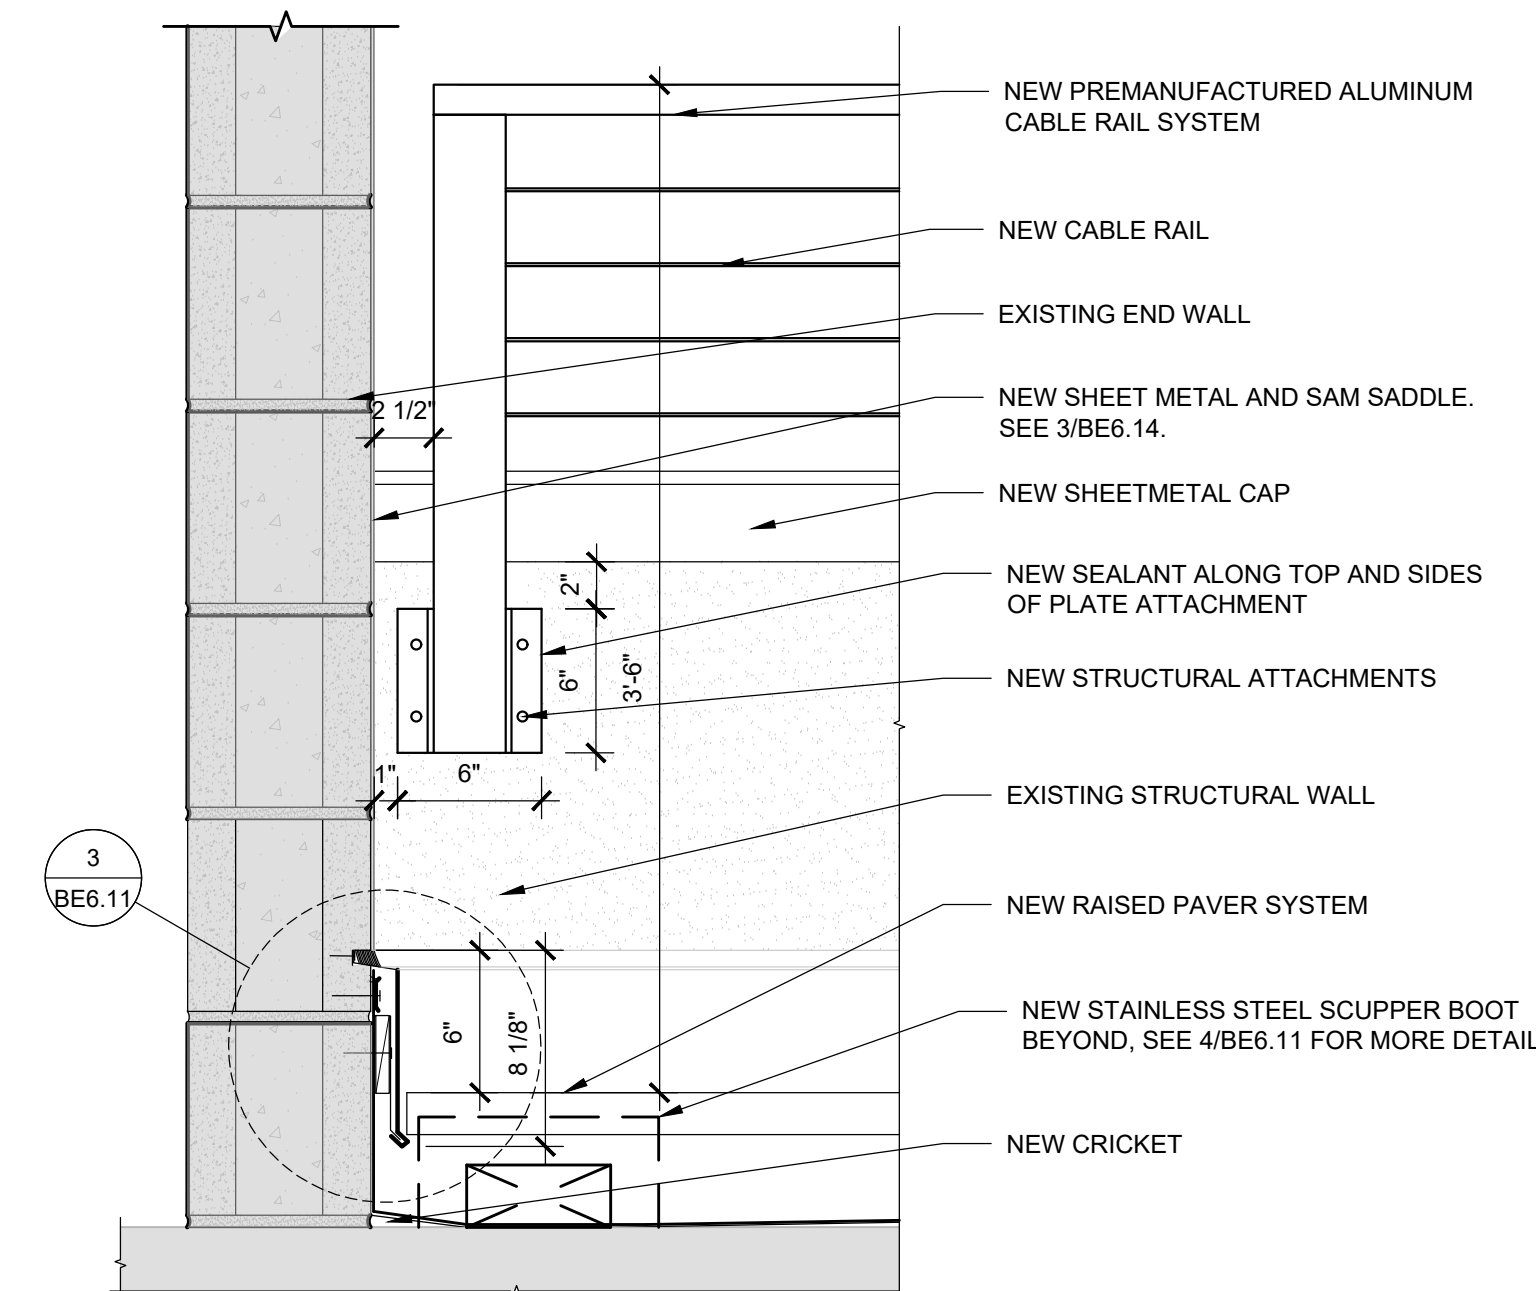 NEW PREMANUFACTURED ALUMINUM
CABLE RAIL SYSTEM
NEW CABLE RAIL
EXISTING END WALL
NEW SHEET METAL AND SAM SADDLE.
SEE 3/BE6.14.
NEW SHEETMETAL CAP
NEW SEALANT ALONG TOP AND SIDES
OF PLATE ATTACHMENT
NEW STRUCTURAL ATTACHMENTS
EXISTING STRUCTURAL WALL
NEW RAISED PAVER SYSTEM
NEW STAINLESS STEEL SCUPPER BOOT
BEYOND, SEE 4/BE6.11 FOR MORE DETAIL
NEW CRICKET
2 1/2"
2"
6"
3'-6"
1"
6"
6"
8 1/8"
3
BE6.11